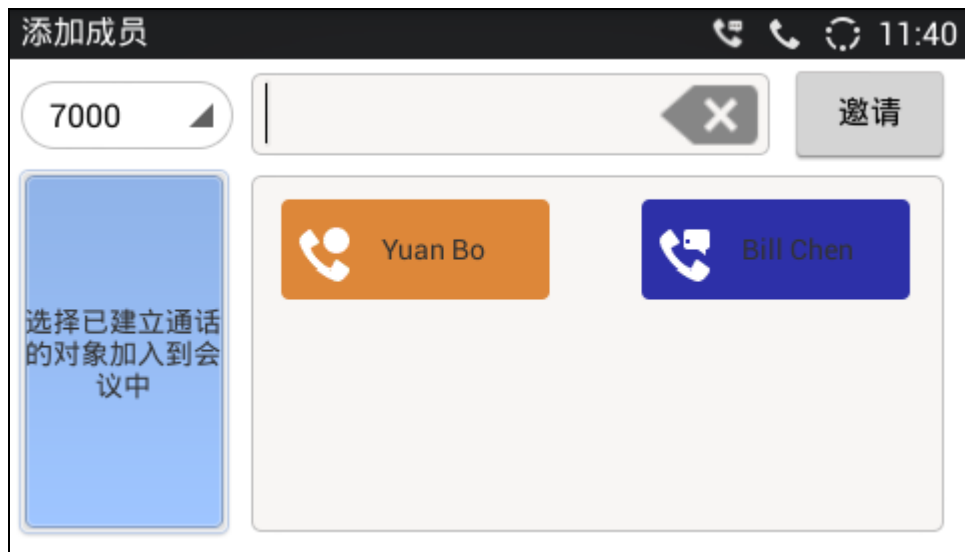 添加成员
11:40
7000
邀请
Yuan Bo
Bill Chen
选择已建立通话
的对象加入到会
议中